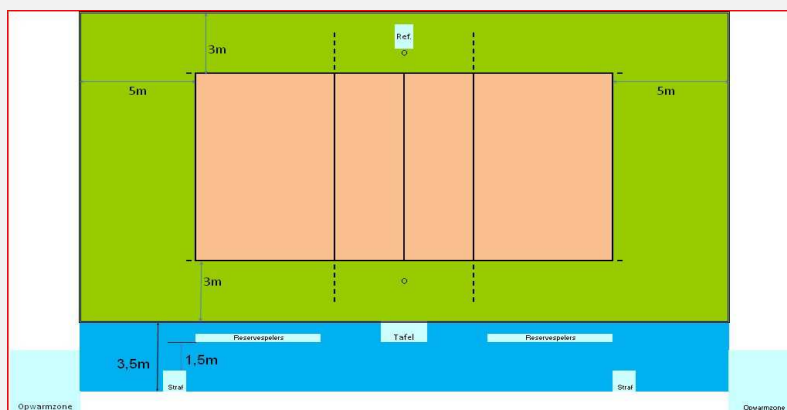 Ref.
3m
5m
5m
3m
Reservespelers
Tafel
Reservespelers
3,5m
1,5m
Straf
Straf
Opwarmzone
Opwarmzone